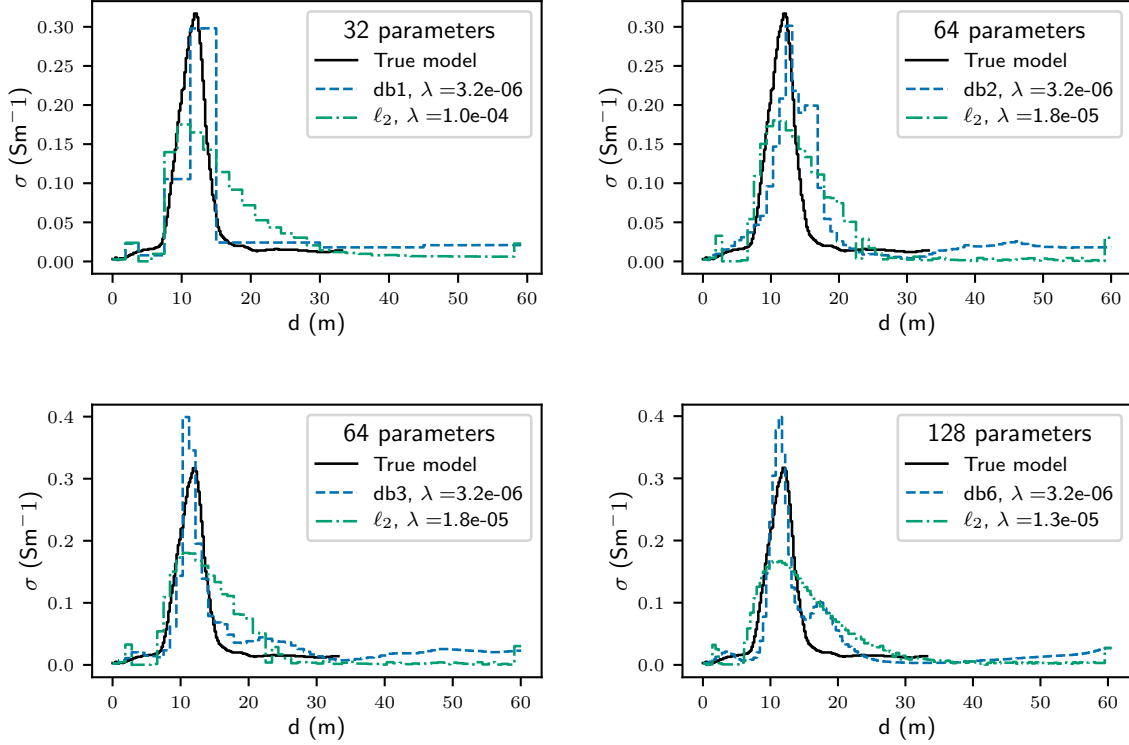 32 parameters
True model
db1, λ =3.2e-06
ℓ2, λ =1.0e-04
0.30
0.25
0.20
0.15
0.10
0.05
0.00
σ (Sm−1)
0 10 20 30 40 50 60
d (m)
64 parameters
True model
db2, λ =3.2e-06
ℓ2, λ =1.8e-05
0.30
0.25
0.20
0.15
0.10
0.05
0.00
σ (Sm−1)
0 10 20 30 40 50 60
d (m)
64 parameters
True model
db3, λ =3.2e-06
ℓ2, λ =1.8e-05
0.4
0.3
0.2
0.1
0.0
σ (Sm−1)
0 10 20 30 40 50 60
d (m)
128 parameters
True model
db6, λ =3.2e-06
ℓ2, λ =1.3e-05
0.4
0.3
0.2
0.1
0.0
σ (Sm−1)
0 10 20 30 40 50 60
d (m)